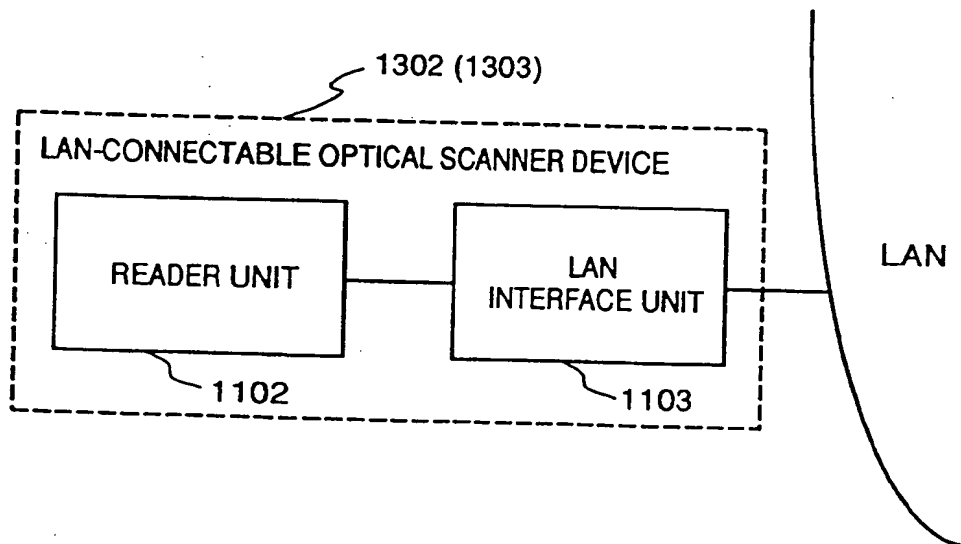 1302 (1303)
LAN-CONNECTABLE OPTICAL SCANNER DEVICE
READER UNIT
LAN
INTERFACE UNIT
LAN
1102
1103